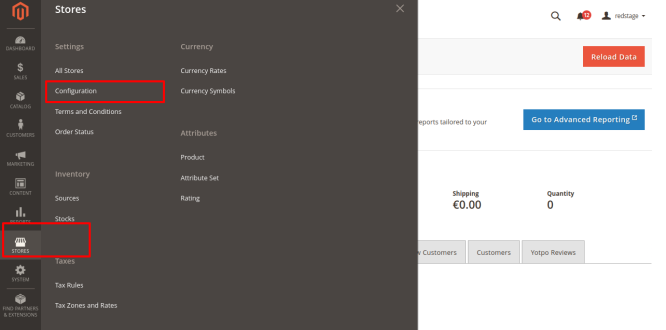 Stores
Settings
All Stores
Configuration
Terms and Conditions
Order Status
Inventory
Sources
Stocks
Taxes
Tax Rules
Tax Zones and Rates
Currency
Currency Rates
Currency Symbols
Attributes
Product
Attribute Set
Rating
DASHBOARD
SALES
CATALOG
CUSTOMERS
MARKETING
CONTENT
REPORTS
STORES
SYSTEM
FIND PARTNERS
& EXTENSIONS
redstage
Reload Data
reports tailored to your
Go to Advanced Reporting
Shipping
€0.00
Quantity
0
Customers
Customers
Yotpo Reviews